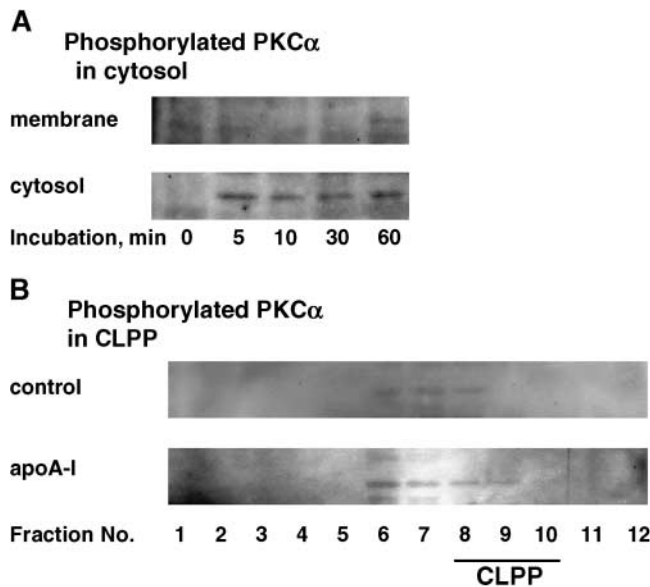 A
Phosphorylated PKCα
in cytosol
membrane
cytosol
Incubation, min 0 5 10 30 60
B
Phosphorylated PKCα
in CLPP
control
apoA-I
Fraction No. 1 2 3 4 5 6 7 8 9 10 11 12
CLPP